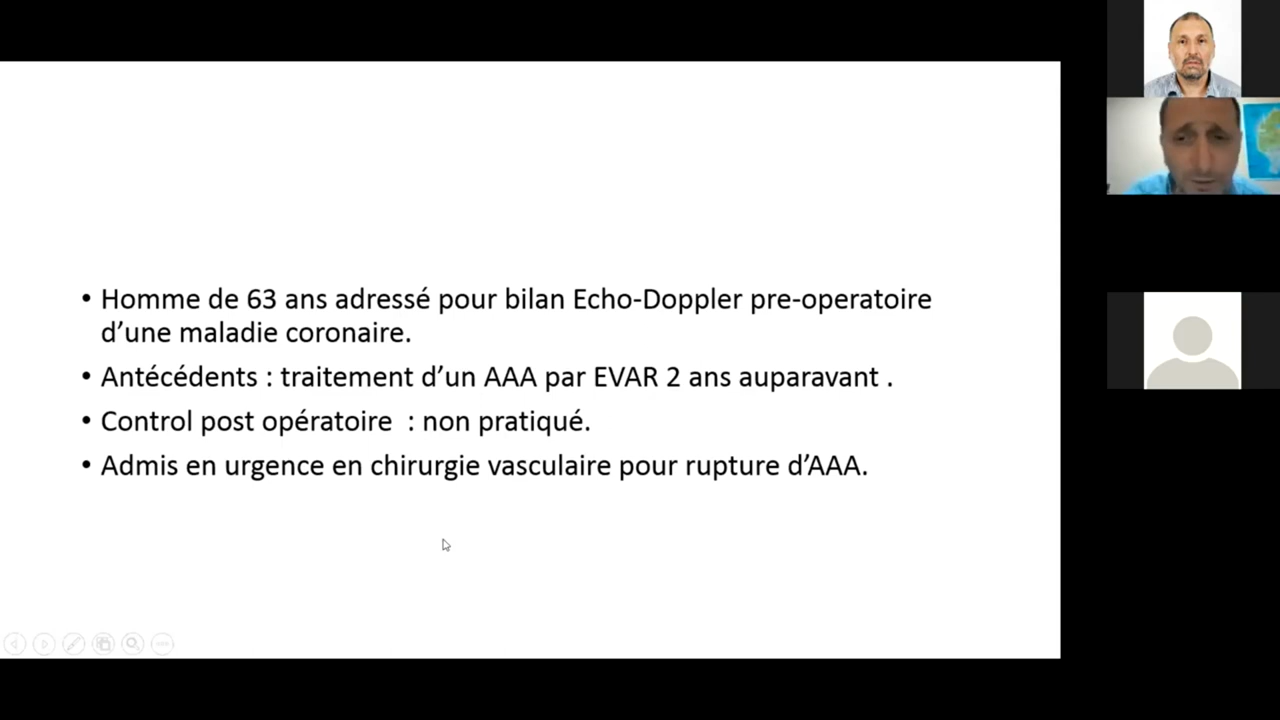 • Homme de 63 ans adressé pour bilan Echo-Doppler pre-operatoire
d’une maladie coronaire.
• Antécédents : traitement d’un AAA par EVAR 2 ans auparavant .
• Control post opératoire  : non pratiqué.
• Admis en urgence en chirurgie vasculaire pour rupture d’AAA.